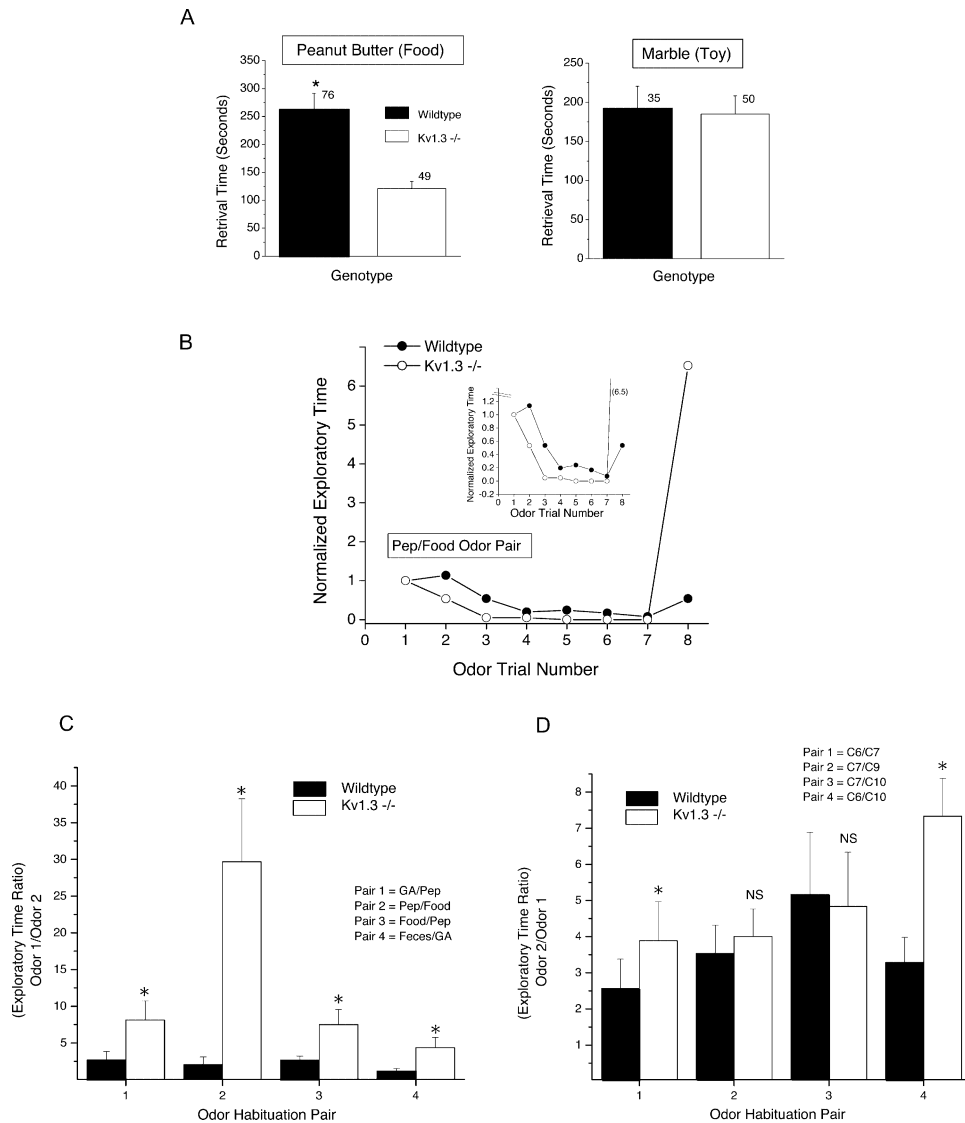 A
Peanut Butter (Food)
350
300
250
200
150
100
50
0
Retrival Time (Seconds)
*
76
49
Wildtype
Kv1.3 -/-
Genotype
Marble (Toy)
250
200
150
100
50
0
Retrieval Time (Seconds)
35
50
Genotype
B
Wildtype
Kv1.3 -/-
6
5
4
3
2
1
0
Normalized Exploratory Time
1.2
1.0
0.8
0.6
0.4
0.2
0.0
-0.2
Normalized Exploratory Time
(6.5)
0 1 2 3 4 5 6 7 8
Odor Trial Number
Pep/Food Odor Pair
0 1 2 3 4 5 6 7 8
Odor Trial Number
C
40
35
30
25
20
15
10
5
(Exploratory Time Ratio)
Odor 1/Odor 2
Wildtype
Kv1.3 -/-
Pair 1 = GA/Pep
Pair 2 = Pep/Food
Pair 3 = Food/Pep
Pair 4 = Feces/GA
*
*
*
*
1 2 3 4
Odor Habituation Pair
D
Pair 1 = C6/C7
Pair 2 = C7/C9
Pair 3 = C7/C10
Pair 4 = C6/C10
8
7
6
5
4
3
2
1
(Exploratory Time Ratio)
Odor 2/Odor 1
Wildtype
Kv1.3 -/-
*
NS
NS
*
1 2 3 4
Odor Habituation Pair